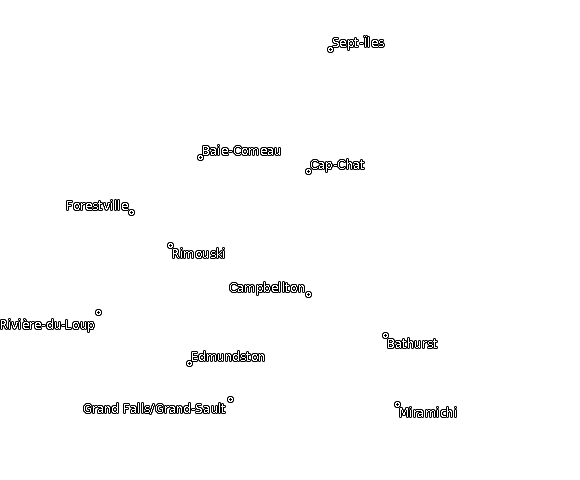 Sept-Îles
Baie-Comeau
Cap-Chat
Forestville
Rimouski
Campbellton
Rivière-du-Loup
Bathurst
Edmundston
Grand Falls/Grand-Sault
Miramichi